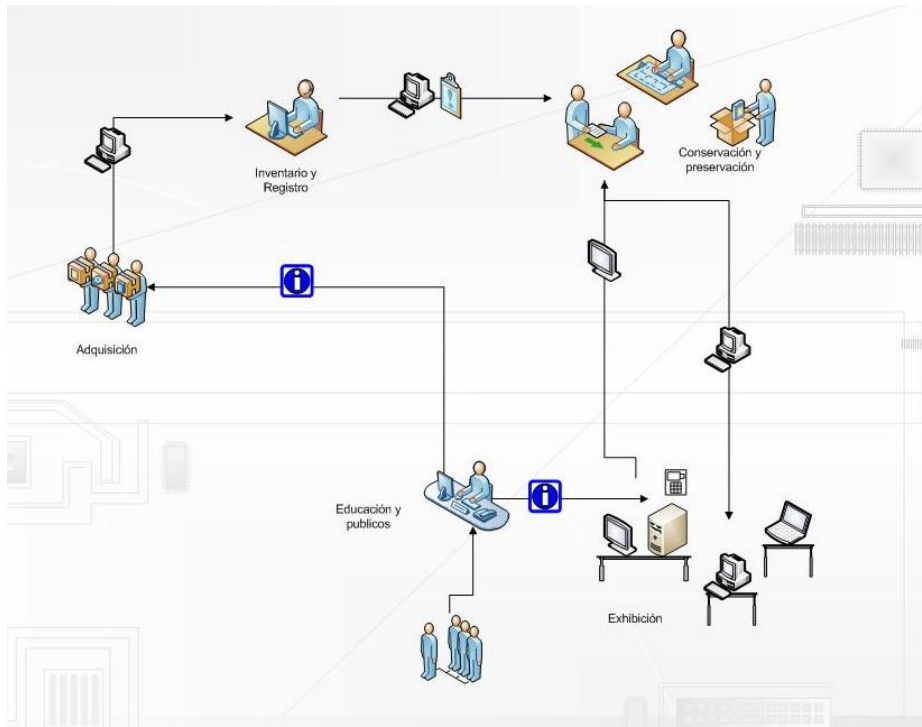 Inventario y
Registro
Conservación y
preservación
Adquisición
Educación y
publicos
Exhibición